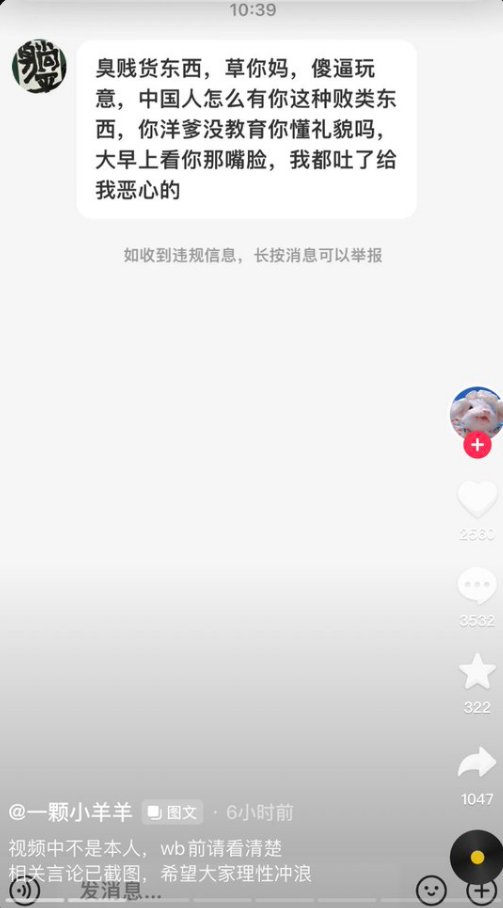 10:39
躺平
臭贱货东西，草你妈，傻逼玩
意，中国人怎么有你这种败类东
西，你洋爹没教育你懂礼貌吗，
大早上看你那嘴脸，我都吐了给
我恶心的
如收到违规信息，长按消息可以举报
2560
3532
322
1047
@一颗小羊羊 图文 · 6小时前
视频中不是本人，wb前请看清楚
相关言论已截图，希望大家理性冲浪
发消息...